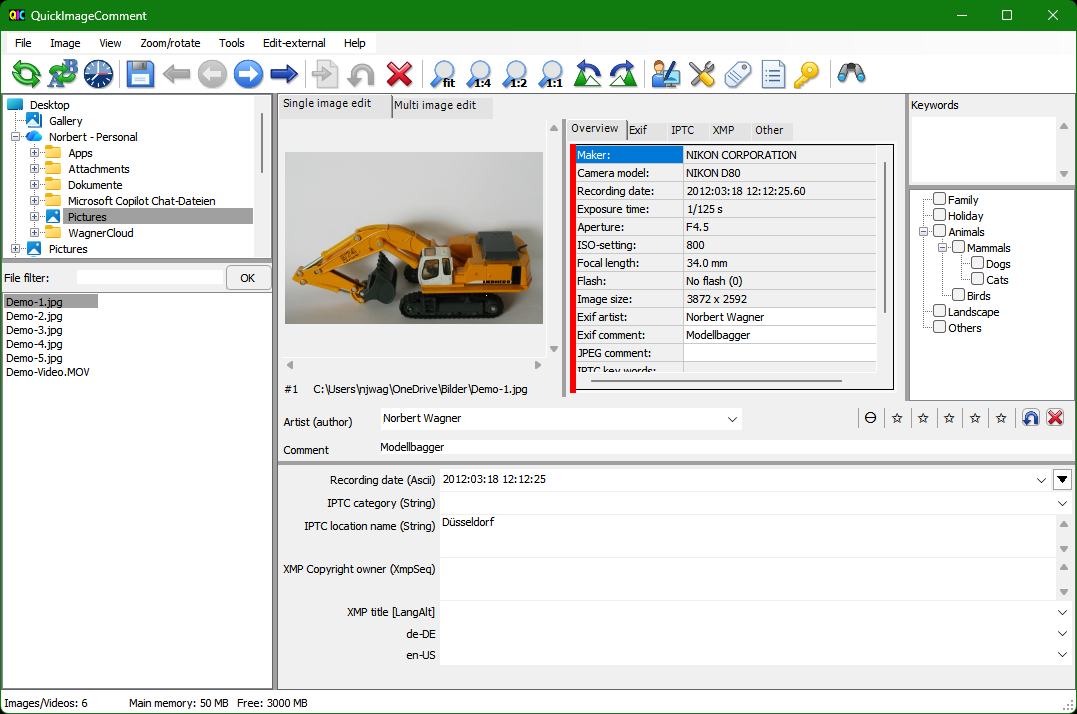 QIC QuickImageComment
File Image View Zoom/rotate Tools Edit-external Help
fit 1:4 1:2 1:1
Desktop
Gallery
Norbert - Personal
Apps
Attachments
Dokumente
Microsoft Copilot Chat-Dateien
Pictures
WagnerCloud
Pictures
File filter: OK
Demo-1.jpg
Demo-2.jpg
Demo-3.jpg
Demo-4.jpg
Demo-5.jpg
Demo-Video.MOV
Single image edit Multi image edit
974
LIEBHERR
#1 C:\Users\njwag\OneDrive\Bilder\Demo-1.jpg
Overview Exif IPTC XMP Other
Maker: NIKON CORPORATION
Camera model: NIKON D80
Recording date: 2012:03:18 12:12:25.60
Exposure time: 1/125 s
Aperture: F4.5
ISO-setting: 800
Focal length: 34.0 mm
Flash: No flash (0)
Image size: 3872 x 2592
Exif artist: Norbert Wagner
Exif comment: Modellbagger
JPEG comment:
IPTC key words:
Keywords
Family
Holiday
Animals
Mammals
Dogs
Cats
Birds
Landscape
Others
Artist (author) Norbert Wagner
Comment Modellbagger
Recording date (Ascii) 2012:03:18 12:12:25
IPTC category (String)
IPTC location name (String) Düsseldorf
XMP Copyright owner (XmpSeq)
XMP title [LangAlt]
de-DE
en-US
Images/Videos: 6 Main memory: 50 MB Free: 3000 MB